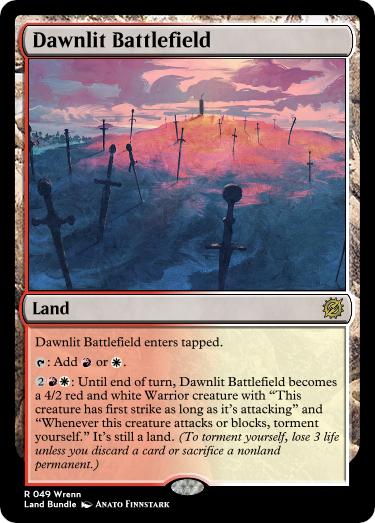 Dawnlit Battlefield
Land
Dawnlit Battlefield enters tapped.
: Add or .
2 : Until end of turn, Dawnlit Battlefield becomes
a 4/2 red and white Warrior creature with “This
creature has first strike as long as it’s attacking” and
“Whenever this creature attacks or blocks, torment
yourself.” It’s still a land. (To torment yourself, lose 3 life
unless you discard a card or sacrifice a nonland
permanent.)
R 049 Wrenn
Land Bundle Anato Finnstark